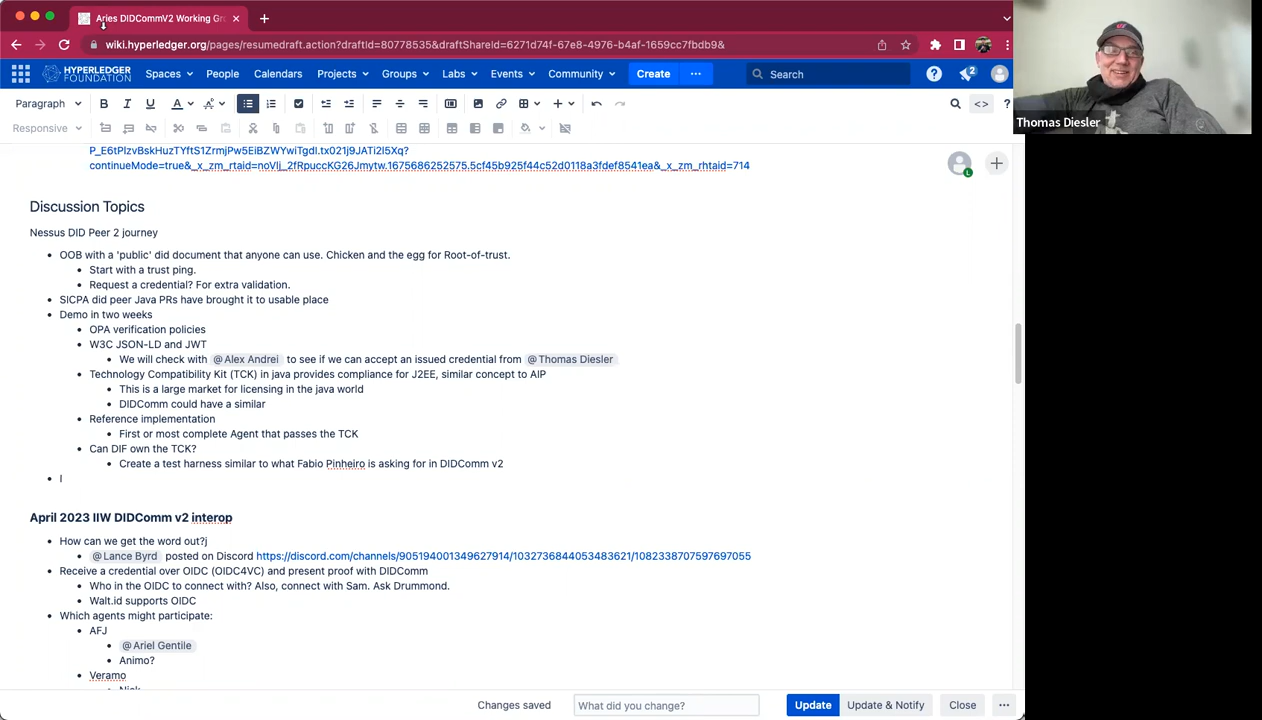 Aries DIDCommV2 Working Gr
wiki.hyperledger.org/pages/resumedraft.action?draftId=80778535&draftShareId=6271d74f-67e8-4976-b4af-1659cc7fbdb9&
HYPERLEDGER FOUNDATION Spaces People Calendars Projects Groups Labs Events Community Create ... Search 2
Paragraph B I U A <> ?
Responsive
P_E6tPIzvBskHuzTYftS1ZrmjPw5EiBZWYwiTgdI.tx021j9JATi2l5Xq?
continueMode=true&_x_zm_rtaid=noVlj_2fRpuccKG26Jmytw.1675686252575.5cf45b925f44c52d0118a3fdef8541ea&_x_zm_rhtaid=714
L
Discussion Topics
Nessus DID Peer 2 journey
OOB with a 'public' did document that anyone can use. Chicken and the egg for Root-of-trust.
Start with a trust ping.
Request a credential? For extra validation.
SICPA did peer Java PRs have brought it to usable place
Demo in two weeks
OPA verification policies
W3C JSON-LD and JWT
We will check with @Alex Andrei to see if we can accept an issued credential from @Thomas Diesler
Technology Compatibility Kit (TCK) in java provides compliance for J2EE, similar concept to AIP
This is a large market for licensing in the java world
DIDComm could have a similar
Reference implementation
First or most complete Agent that passes the TCK
Can DIF own the TCK?
Create a test harness similar to what Fabio Pinheiro is asking for in DIDComm v2
I
April 2023 IIW DIDComm v2 interop
How can we get the word out?j
@Lance Byrd posted on Discord https://discord.com/channels/905194001349627914/1032736844053483621/1082338707597697055
Receive a credential over OIDC (OIDC4VC) and present proof with DIDComm
Who in the OIDC to connect with? Also, connect with Sam. Ask Drummond.
Walt.id supports OIDC
Which agents might participate:
AFJ
@Ariel Gentile
Animo?
Veramo
Nick
Changes saved What did you change? Update Update & Notify Close ...
Thomas Diesler